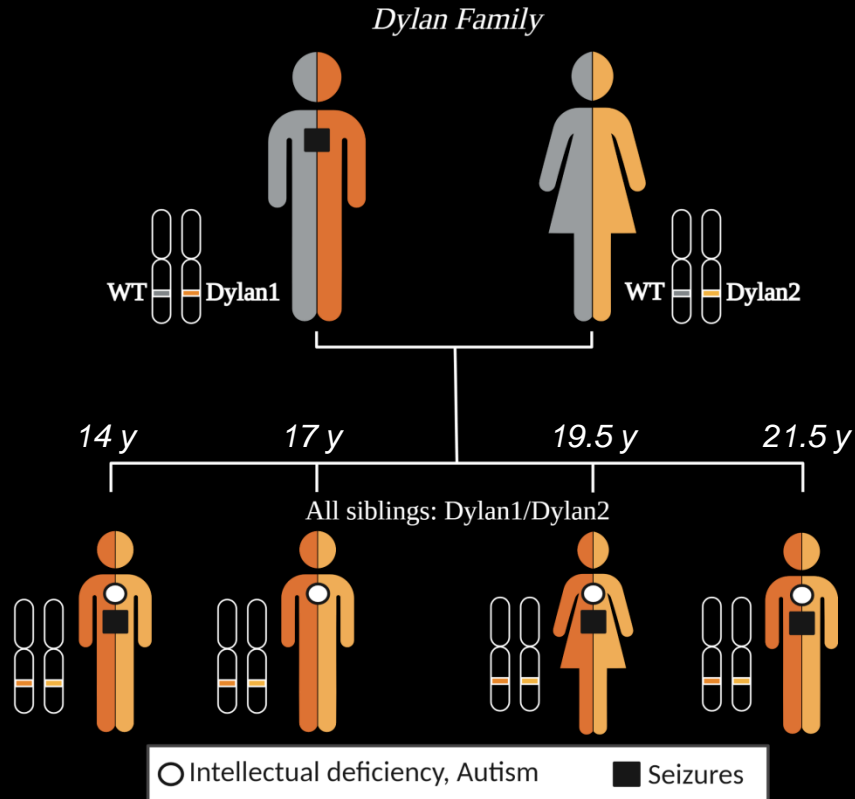 Dylan Family
WT Dylan1
WT Dylan2
14 y 17 y 19.5 y 21.5 y
All siblings: Dylan1/Dylan2
Intellectual deficiency, Autism Seizures